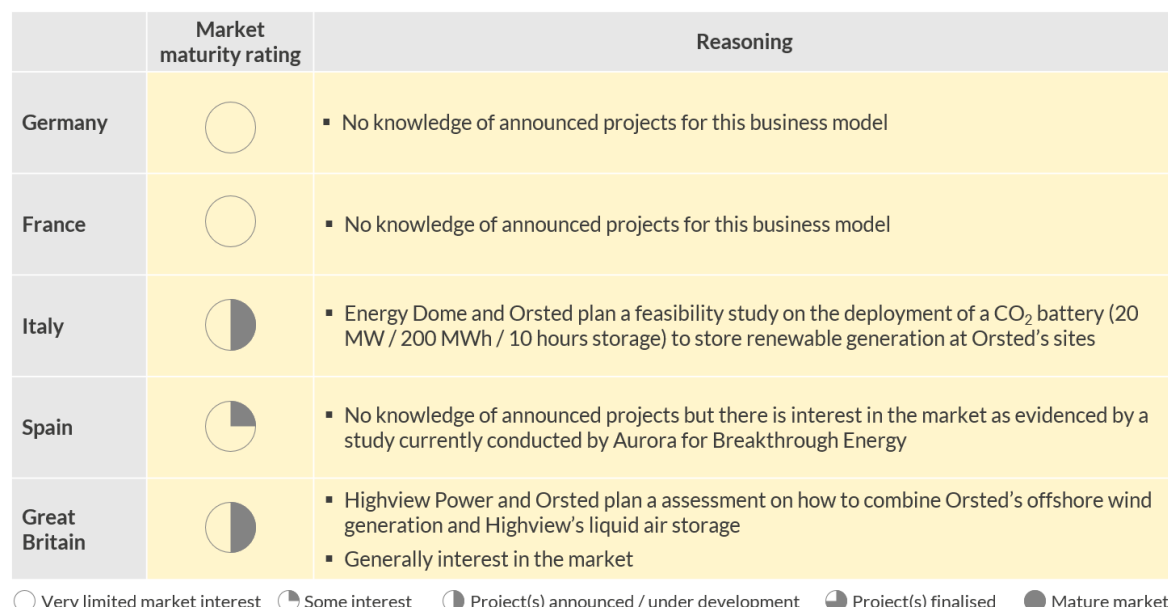 Market
maturity rating
Reasoning
Germany
▪ No knowledge of announced projects for this business model
France
▪ No knowledge of announced projects for this business model
Italy
▪ Energy Dome and Orsted plan a feasibility study on the deployment of a CO₂ battery (20
MW / 200 MWh / 10 hours storage) to store renewable generation at Orsted's sites
Spain
▪ No knowledge of announced projects but there is interest in the market as evidenced by a
study currently conducted by Aurora for Breakthrough Energy
Great
Britain
▪ Highview Power and Orsted plan a assessment on how to combine Orsted's offshore wind
generation and Highview's liquid air storage
▪ Generally interest in the market
Very limited market interest Some interest Project(s) announced / under development Project(s) finalised Mature market